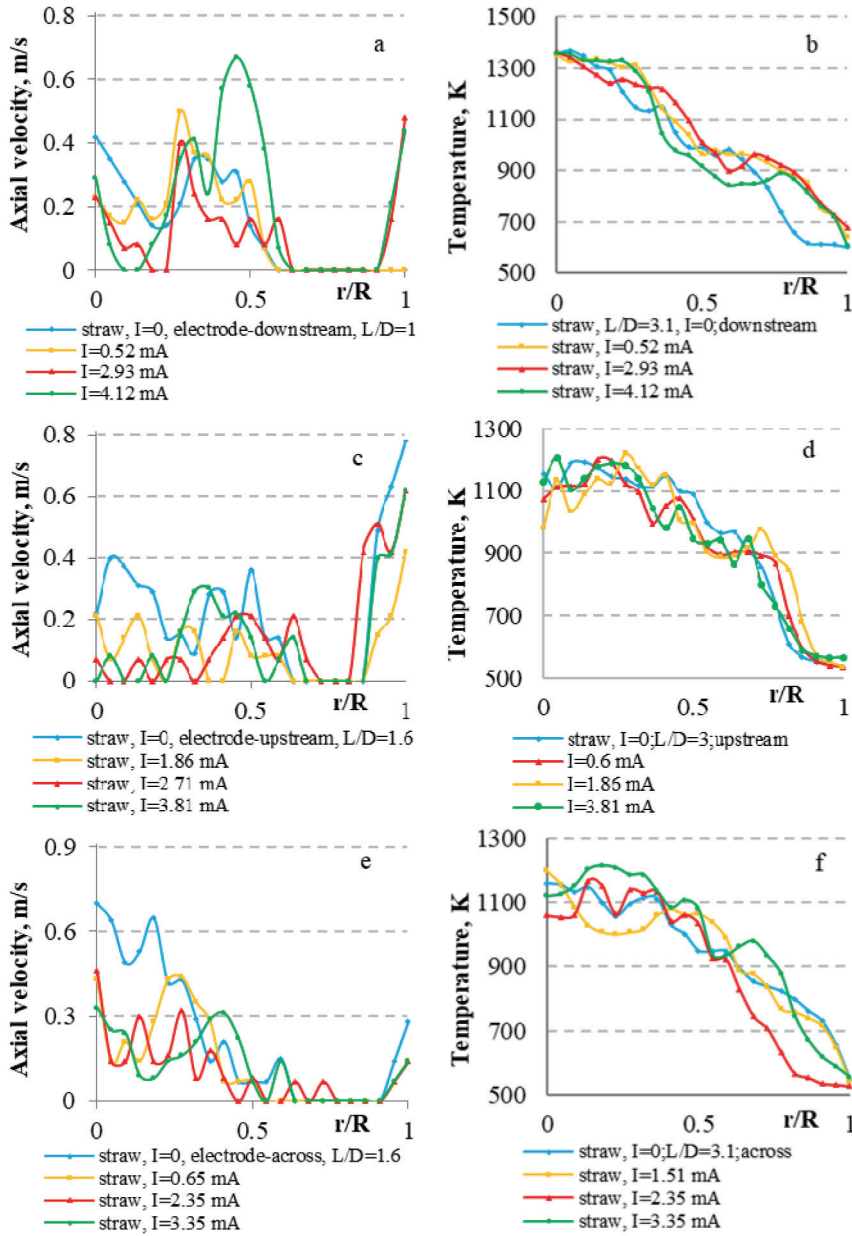 a
Axial velocity, m/s
0.8
0.6
0.4
0.2
0
0
0.5
1
r/R
straw, I=0, electrode-downstream, L/D=1
I=0.52 mA
I=2.93 mA
I=4.12 mA
b
Temperature, K
1500
1300
1100
900
700
500
0
0.5
1
r/R
straw, L/D=3.1, I=0;downstream
straw, I=0.52 mA
straw, I=2.93 mA
straw, I=4.12 mA
c
Axial velocity, m/s
0.8
0.6
0.4
0.2
0
0
0.5
1
r/R
straw, I=0, electrode-upstream, L/D=1.6
straw, I=1.86 mA
straw, I=2.71 mA
straw, I=3.81 mA
d
Temperature, K
1300
1100
900
700
500
0
0.5
1
r/R
straw, I=0;L/D=3;upstream
I=0.6 mA
I=1.86 mA
I=3.81 mA
e
Axial velocity, m/s
0.9
0.6
0.3
0
0
0.5
1
r/R
straw, I=0, electrode-across, L/D=1.6
straw, I=0.65 mA
straw, I=2.35 mA
straw, I=3.35 mA
f
Temperature, K
1300
1100
900
700
500
0
0.5
1
r/R
straw, I=0;L/D=3.1;across
straw, I=1.51 mA
straw, I=2.35 mA
straw, I=3.35 mA